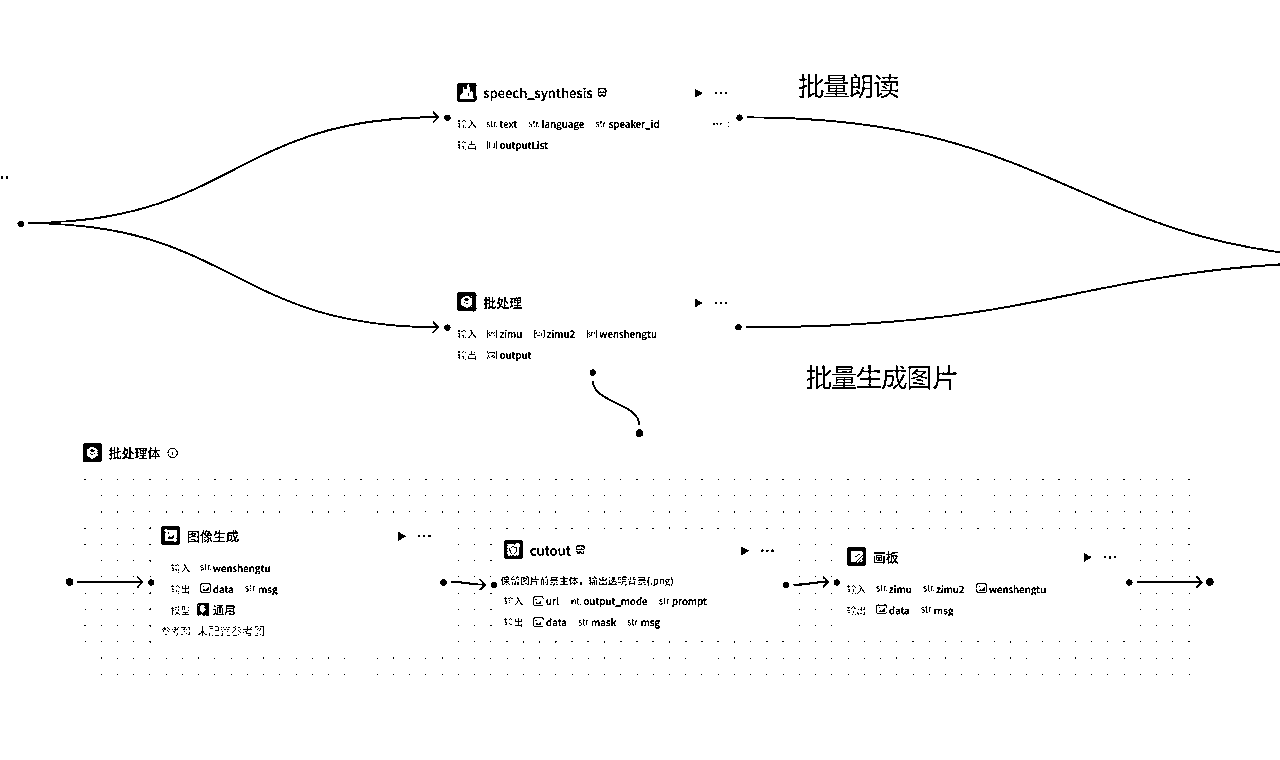 speech_synthesis
批量朗读
输入 str.text str.language str.speaker_id
输出 outputList
批处理
输入 zimu zimu2 wenshengtu
输出 output
批量生成图片
批处理体
图像生成
输入 str.wenshengtu
输出 data str.msg
模型 通用
参考图 未配置参考图
cutout
保留图片前景主体，输出透明背景(.png)
输入 url int.output_mode str.prompt
输出 data str.mask str.msg
画板
输入 str.zimu str.zimu2 wenshengtu
输出 data str.msg